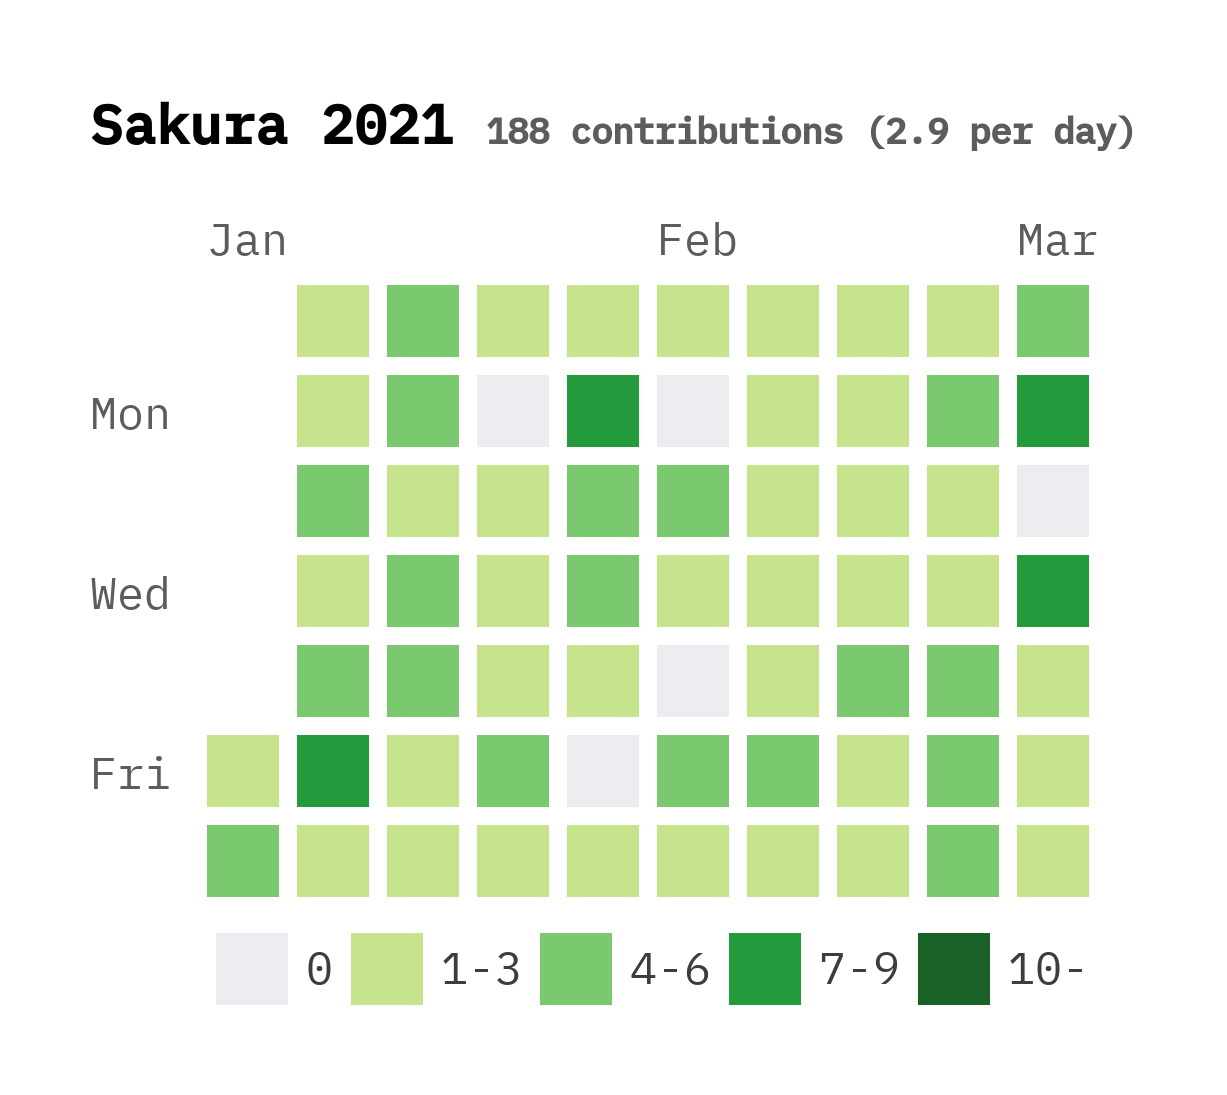 Sakura 2021 188 contributions (2.9 per day)
Jan Feb Mar
Mon
Wed
Fri
0 1-3 4-6 7-9 10-